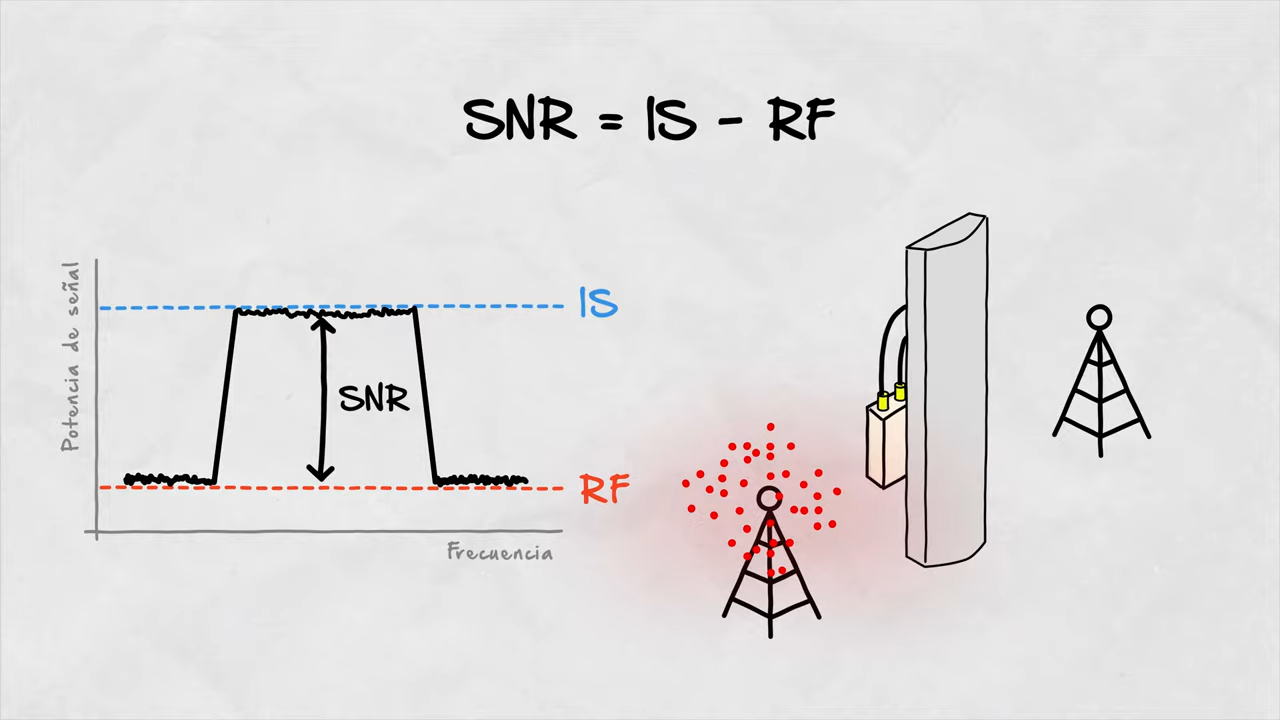 SNR = IS - RF
Potencia de señal
IS
SNR
RF
Frecuencia